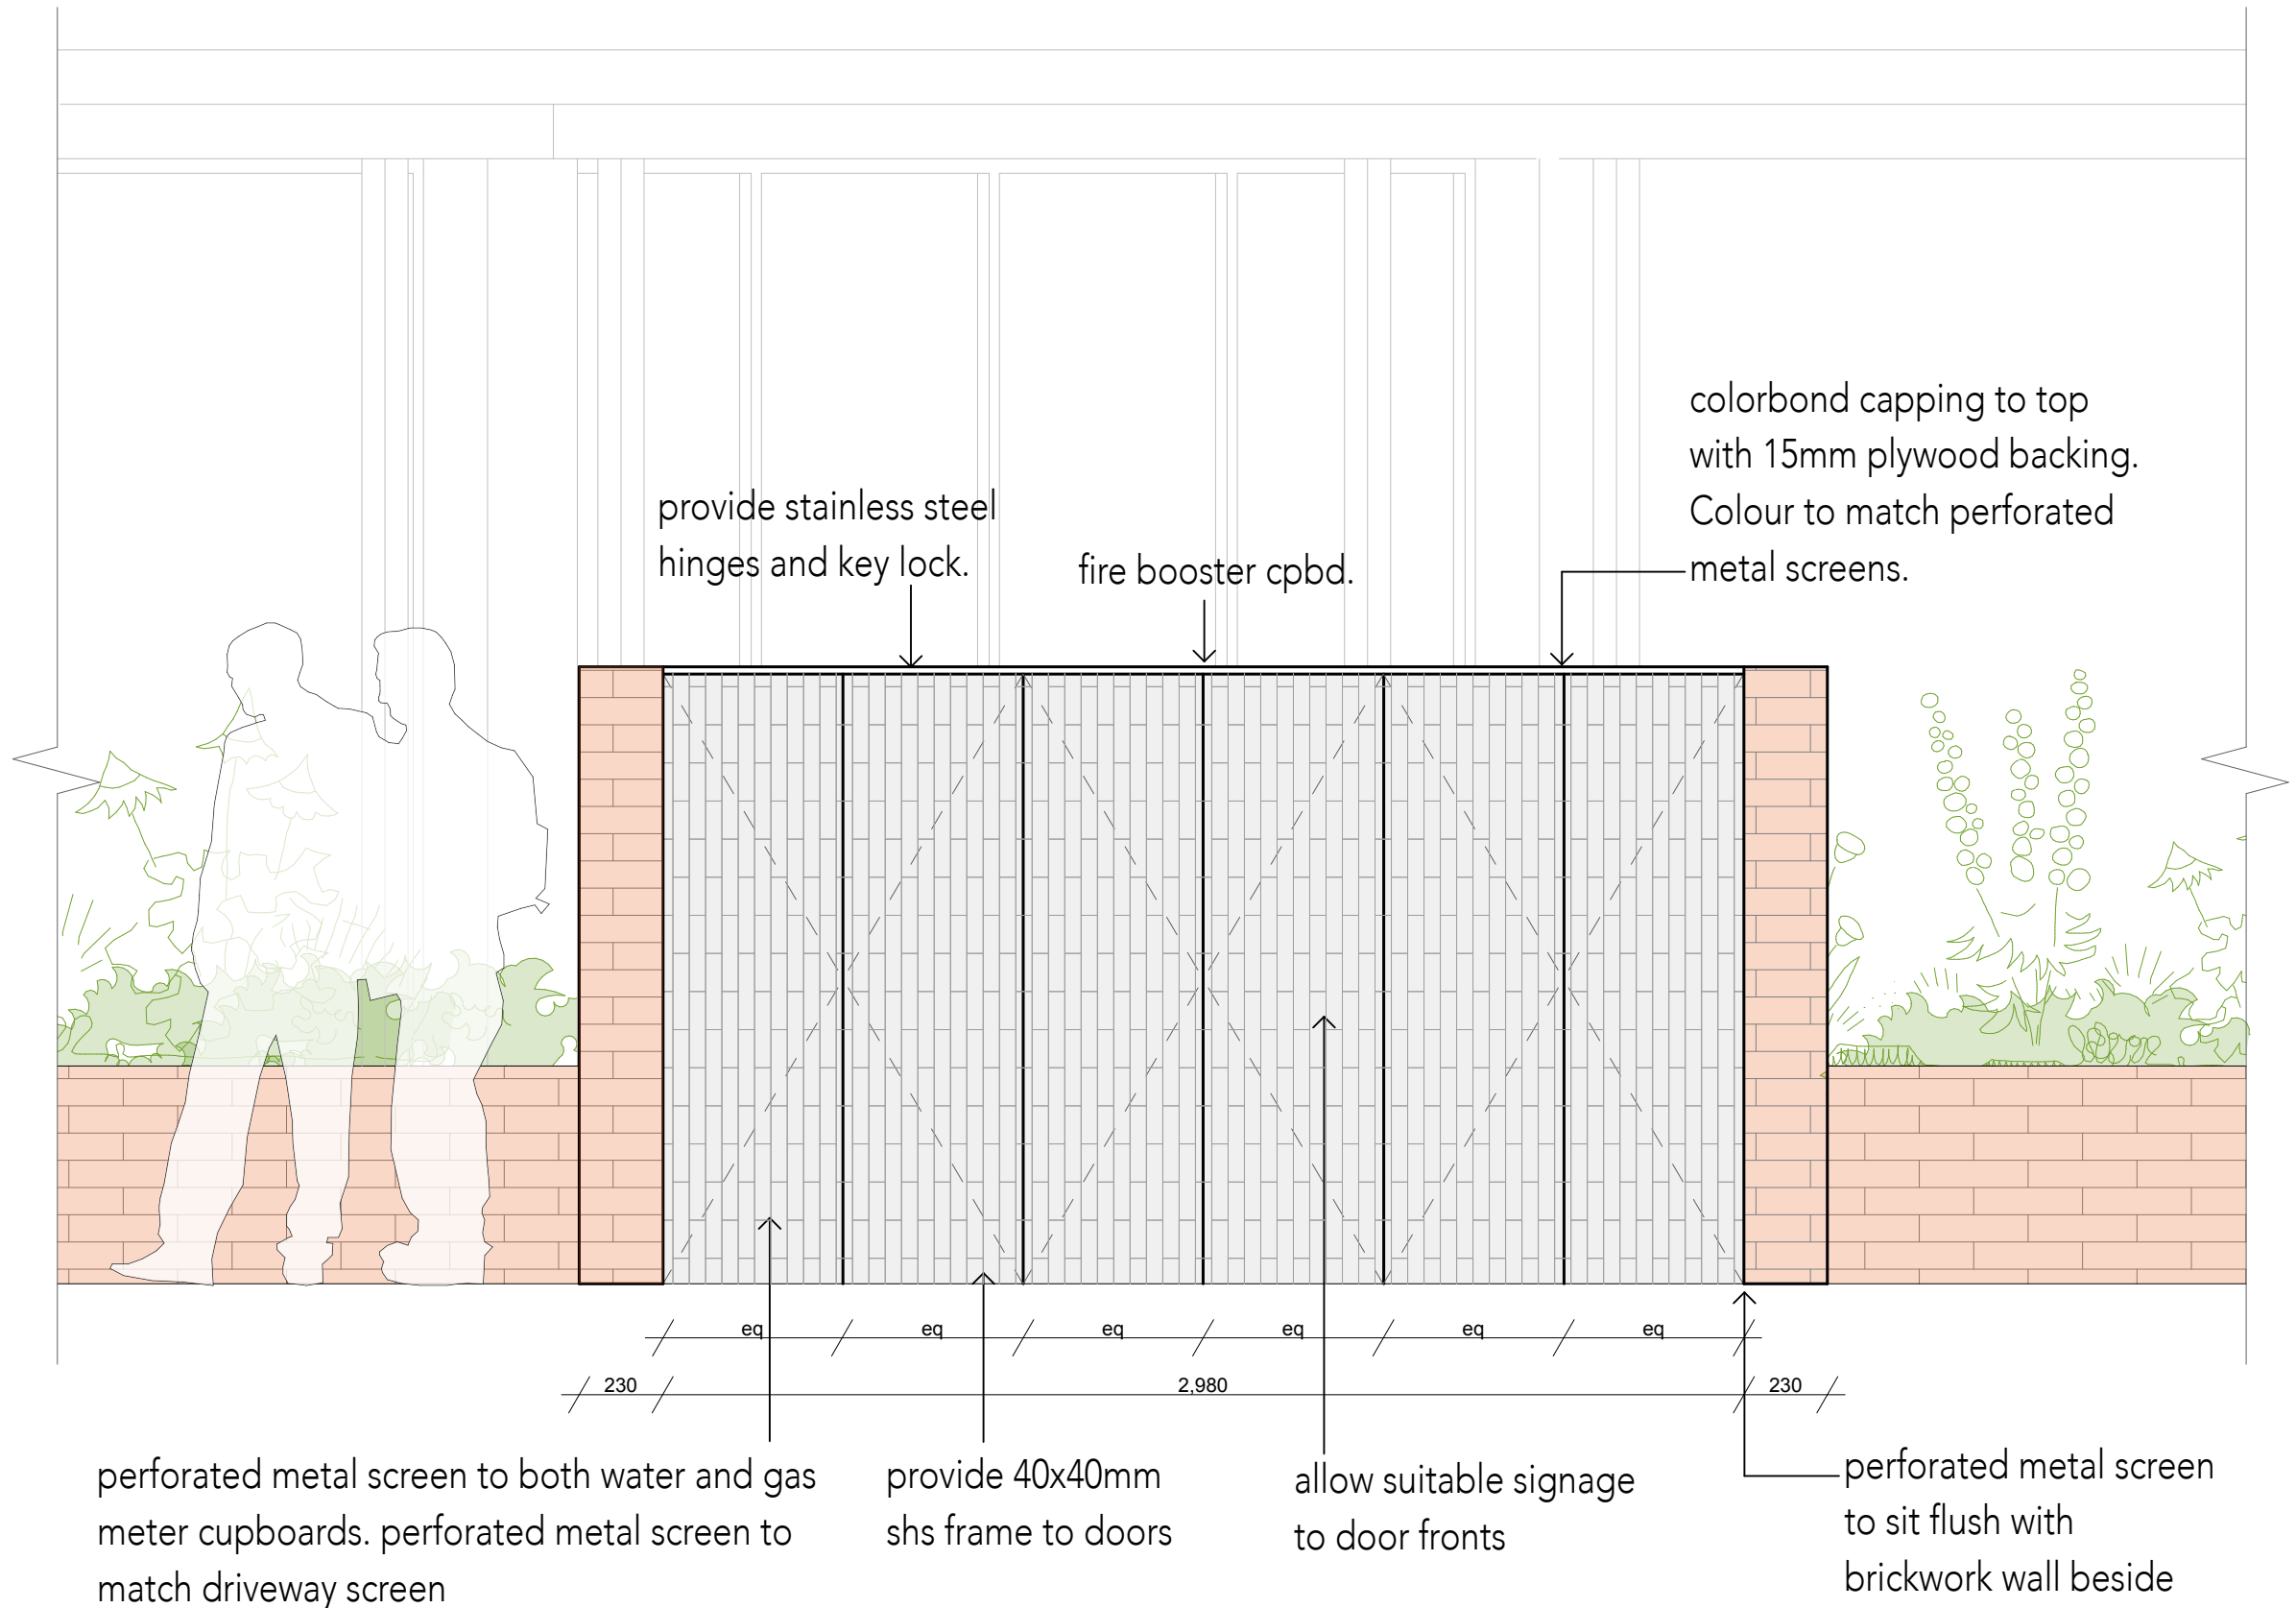 colorbond capping to top
with 15mm plywood backing.
Colour to match perforated
metal screens.
provide stainless steel
hinges and key lock.
fire booster cpbd.
eq eq eq eq eq eq
230 2,980 230
perforated metal screen to both water and gas
meter cupboards. perforated metal screen to
match driveway screen
provide 40x40mm
shs frame to doors
allow suitable signage
to door fronts
perforated metal screen
to sit flush with
brickwork wall beside